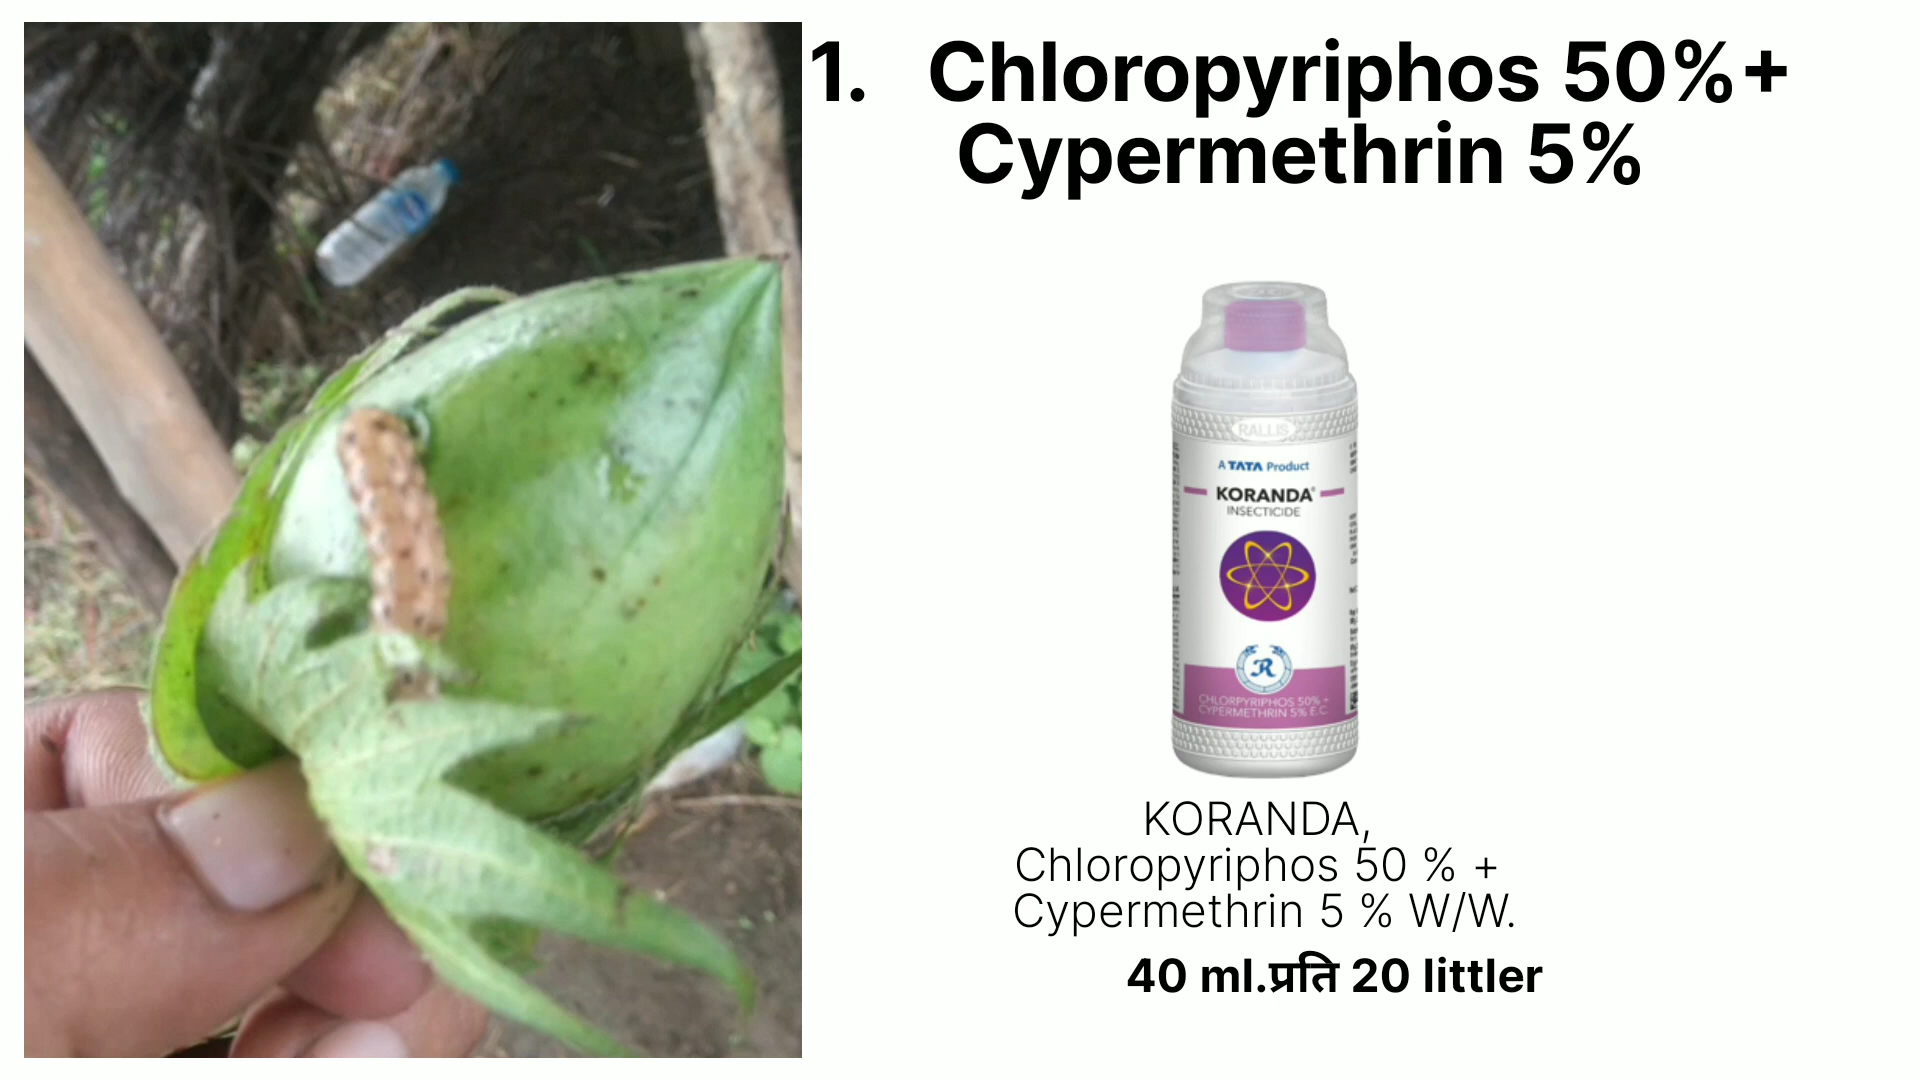 1. Chloropyriphos 50%+
Cypermethrin 5%
RALLIS
A TATA Product
KORANDA®
INSECTICIDE
R
CHLORPYRIPHOS 50% +
CYPERMETHRIN 5% E.C.
KORANDA,
Chloropyriphos 50 % +
Cypermethrin 5 % W/W.
40 ml.प्रति 20 littler